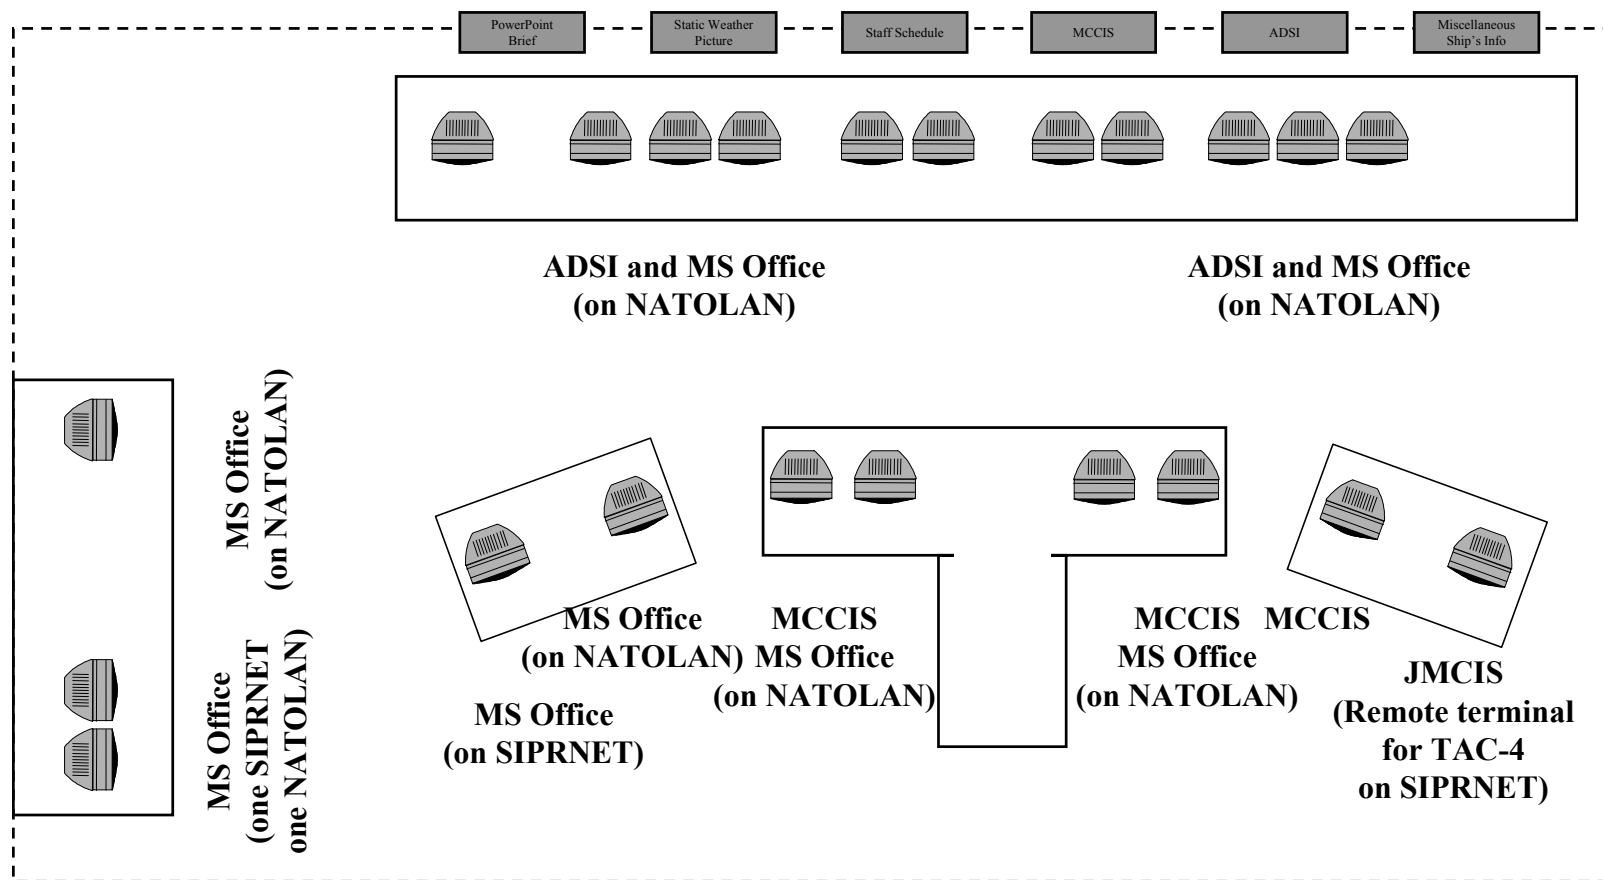 PowerPoint
Brief
Static Weather
Picture
Staff Schedule
MCCIS
ADSI
Miscellaneous
Ship's Info
ADSI and MS Office
(on NATOLAN)
ADSI and MS Office
(on NATOLAN)
MS Office
(on NATOLAN)
MS Office
(one SIPRNET
one NATOLAN)
MS Office
(on NATOLAN)
MS Office
(on SIPRNET)
MCCIS
MS Office
(on NATOLAN)
MCCIS
MS Office
(on NATOLAN)
MCCIS
JMCIS
(Remote terminal
for TAC-4
on SIPRNET)